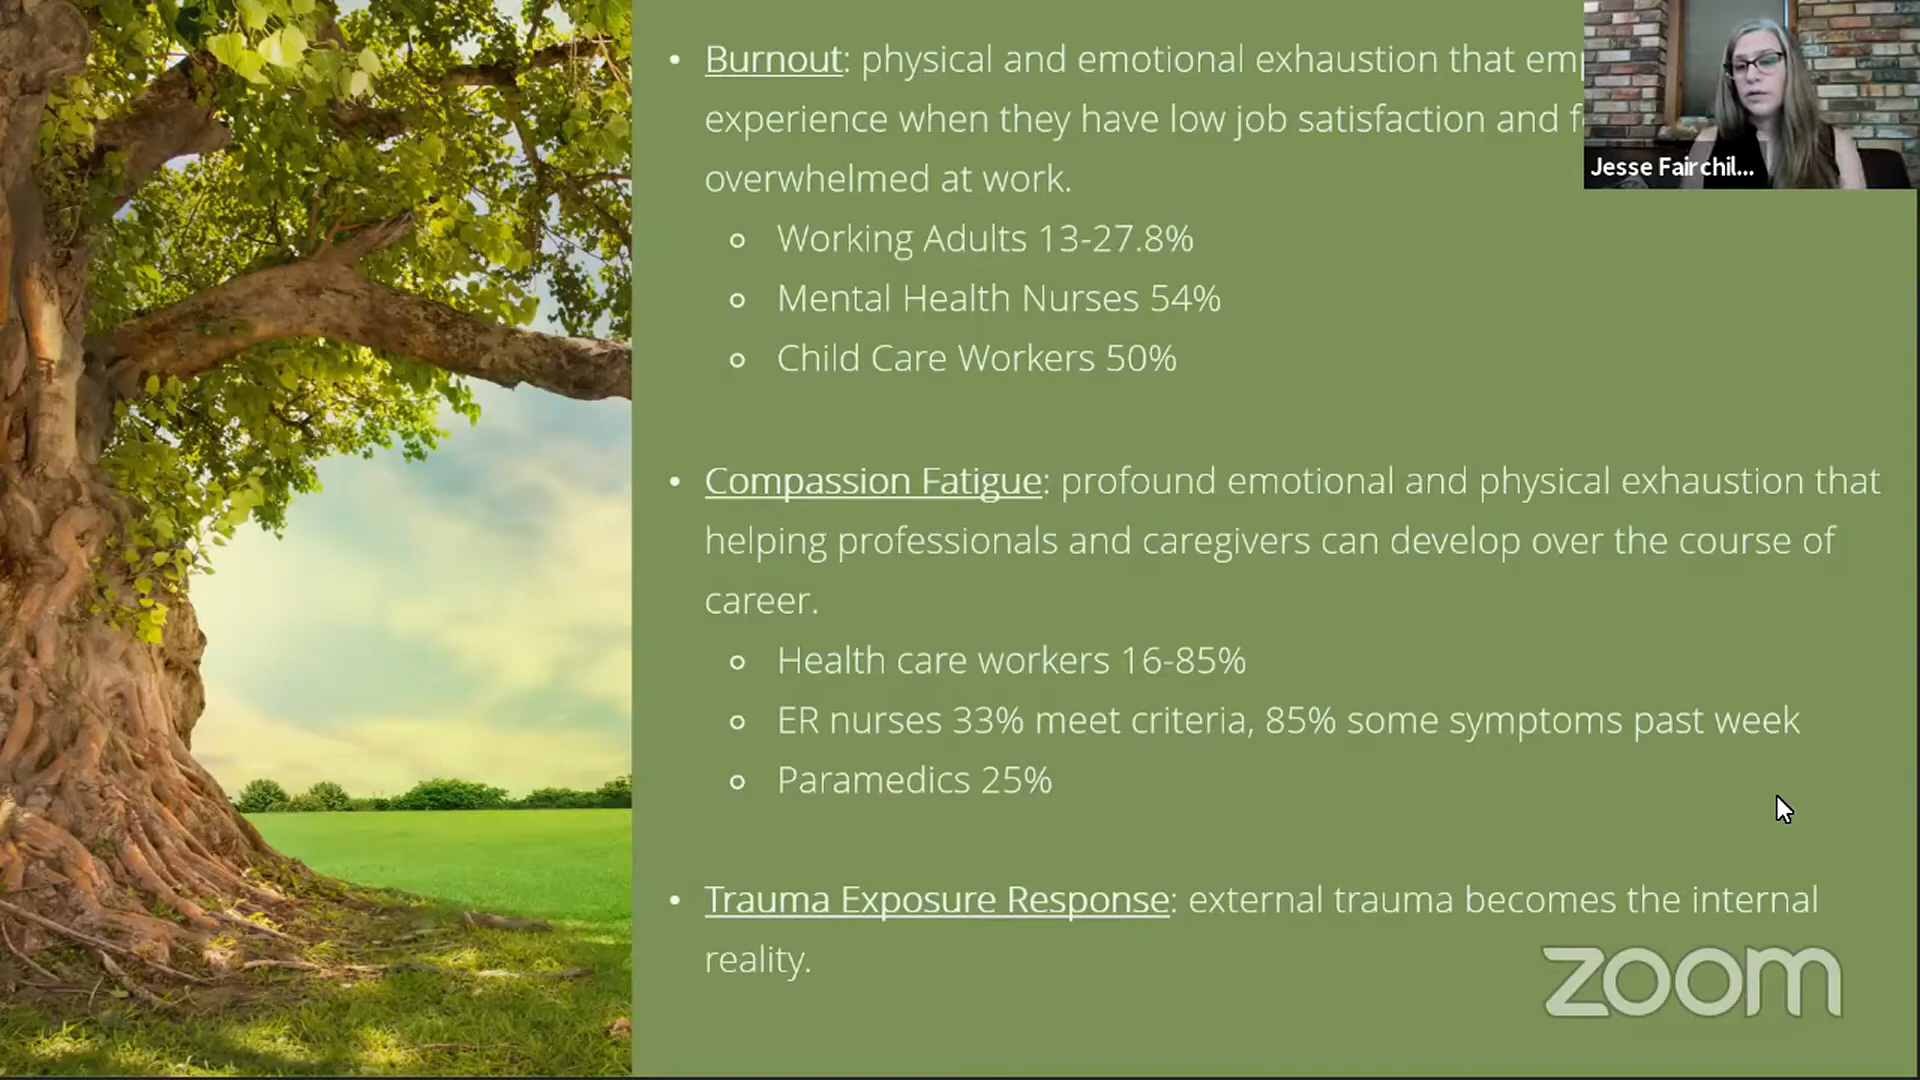 • Burnout: physical and emotional exhaustion that
experience when they have low job satisfaction and
overwhelmed at work.
Jesse Fairchil...
○ Working Adults 13-27.8%
○ Mental Health Nurses 54%
○ Child Care Workers 50%
• Compassion Fatigue: profound emotional and physical exhaustion that
helping professionals and caregivers can develop over the course of
career.
○ Health care workers 16-85%
○ ER nurses 33% meet criteria, 85% some symptoms past week
○ Paramedics 25%
• Trauma Exposure Response: external trauma becomes the internal
reality.
zoom